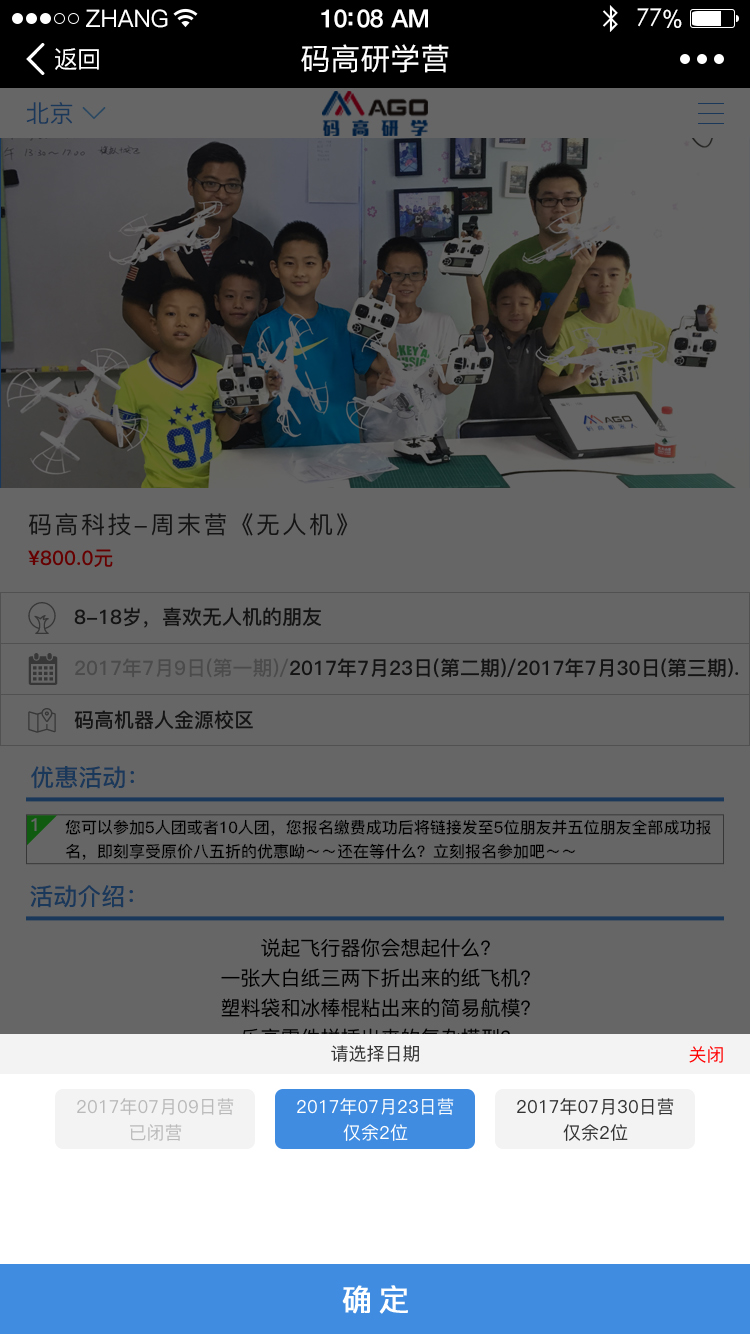 ZHANG
10:08 AM
77%
返回
码高研学营
北京
MAGO
码高研学
97
MAGO
码高科技-周末营《无人机》
¥800.0元
8-18岁，喜欢无人机的朋友
2017年7月9日(第一期)/2017年7月23日(第二期)/2017年7月30日(第三期).
码高机器人金源校区
优惠活动：
1
您可以参加5人团或者10人团，您报名缴费成功后将链接发至5位朋友并五位朋友全部成功报
名，即刻享受原价八五折的优惠呦～～还在等什么？立刻报名参加吧～～
活动介绍：
说起飞行器你会想起什么？
一张大白纸三两下折出来的纸飞机？
塑料袋和冰棒棍粘出来的简易航模？
请选择日期
关闭
2017年07月09日营
已闭营
2017年07月23日营
仅余2位
2017年07月30日营
仅余2位
确定